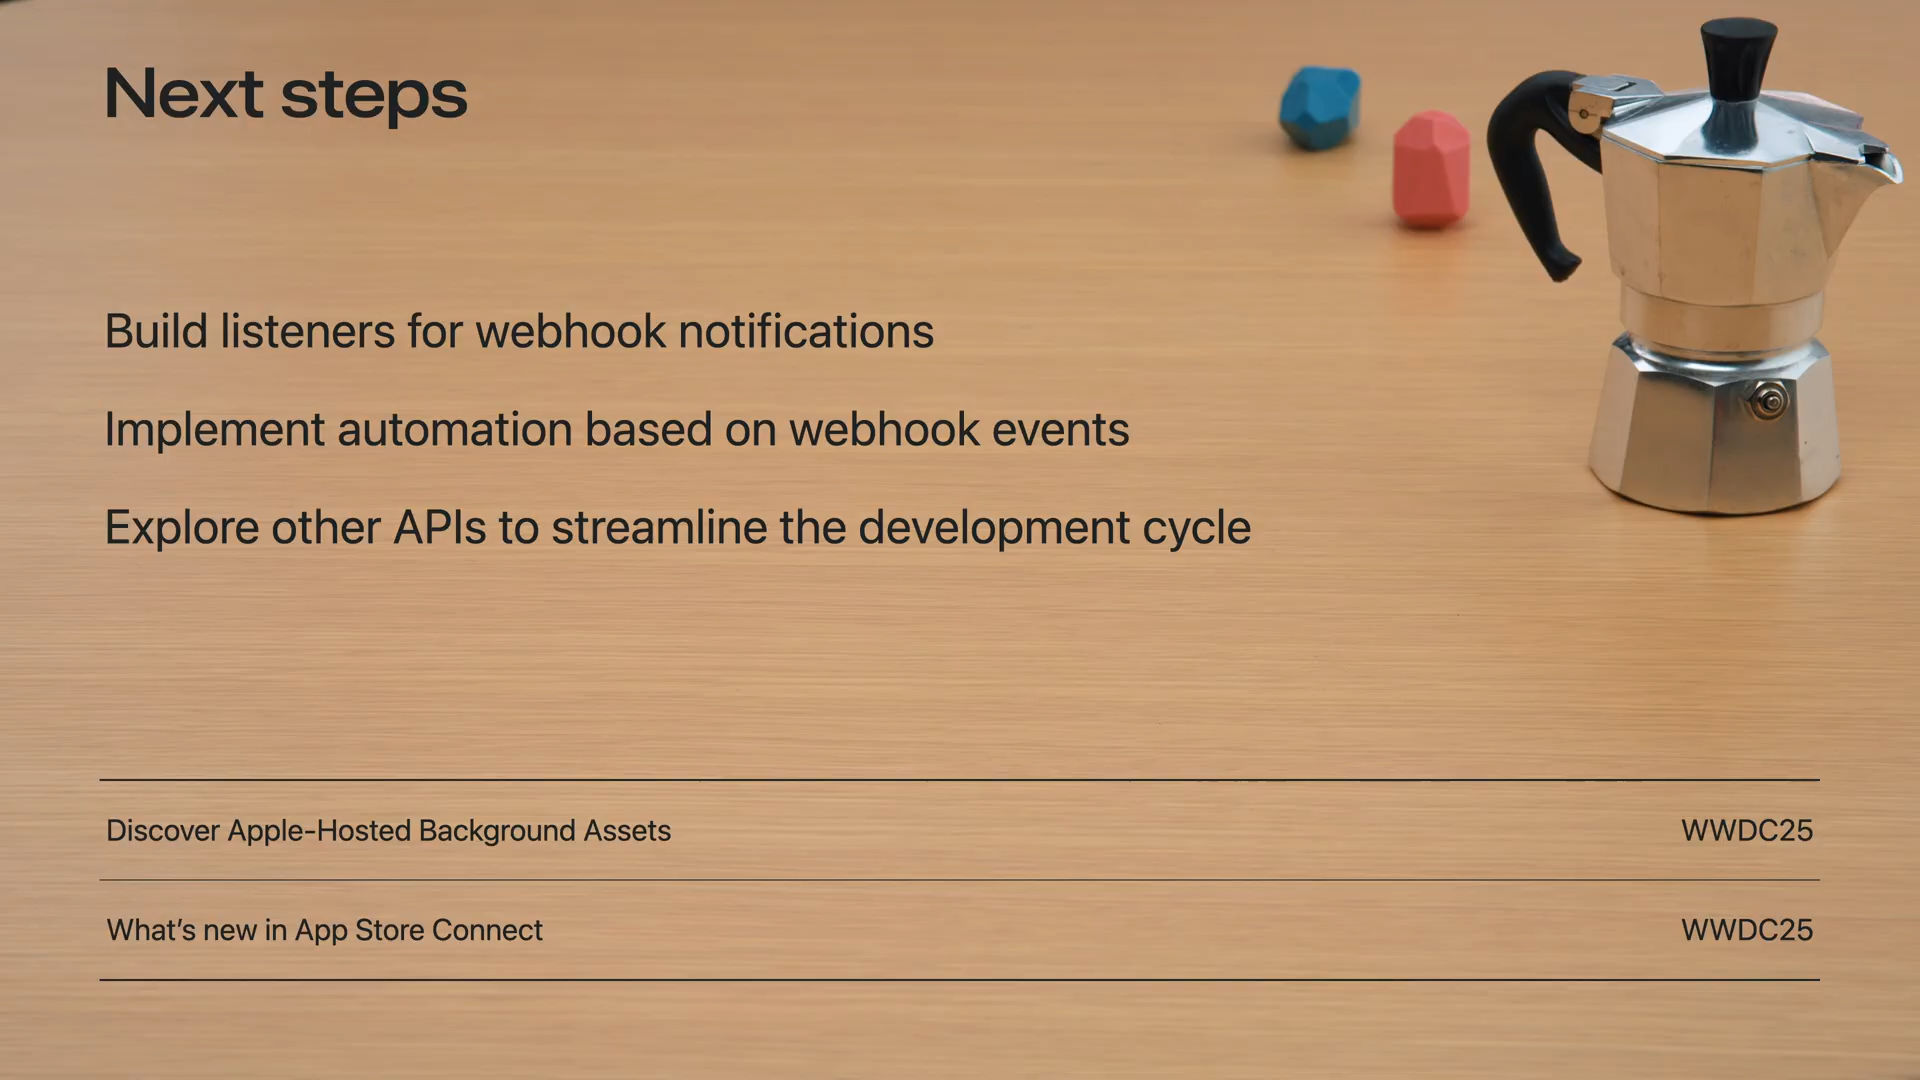 Next steps
Build listeners for webhook notifications
Implement automation based on webhook events
Explore other APIs to streamline the development cycle
Discover Apple-Hosted Background Assets WWDC25
What's new in App Store Connect WWDC25